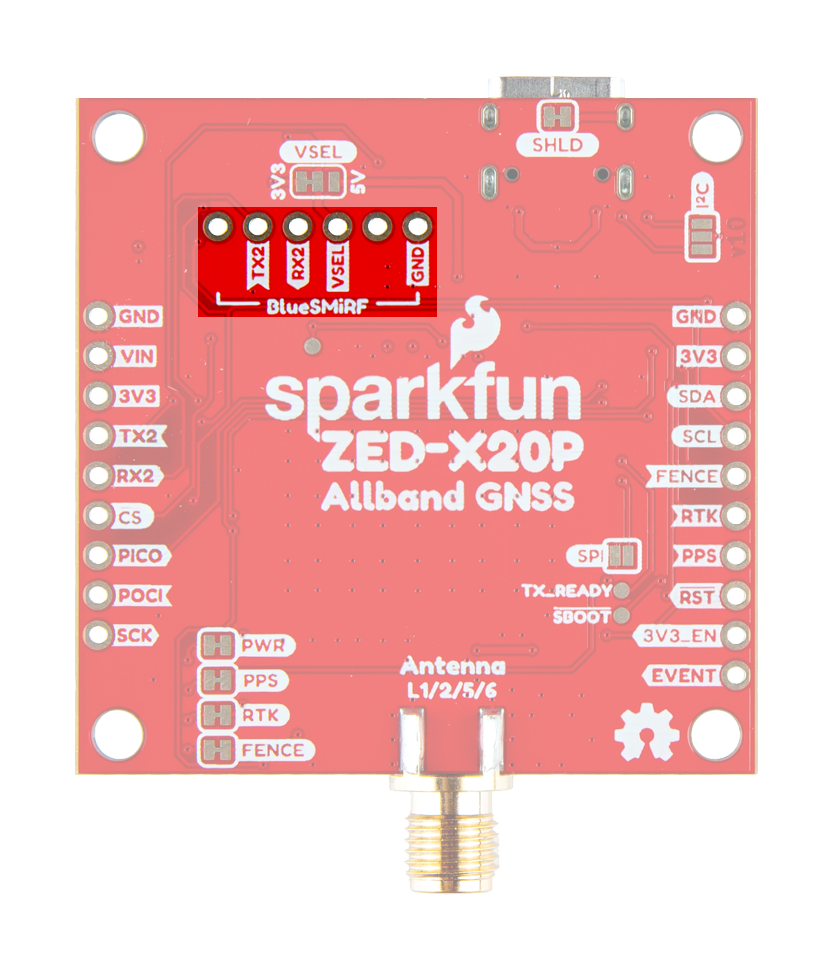 VSEL
3V3
5V
SHLD
I²C
v10
TX2
RX2
VSEL
GND
BlueSMiRF
GND
VIN
3V3
TX2
RX2
CS
PICO
POCI
SCK
GND
3V3
SDA
SCL
FENCE
RTK
PPS
RST
3V3_EN
EVENT
sparkfun
ZED-X20P
Allband GNSS
SPI
TX_READY
SBOOT
PWR
PPS
RTK
FENCE
Antenna
L1/2/5/6